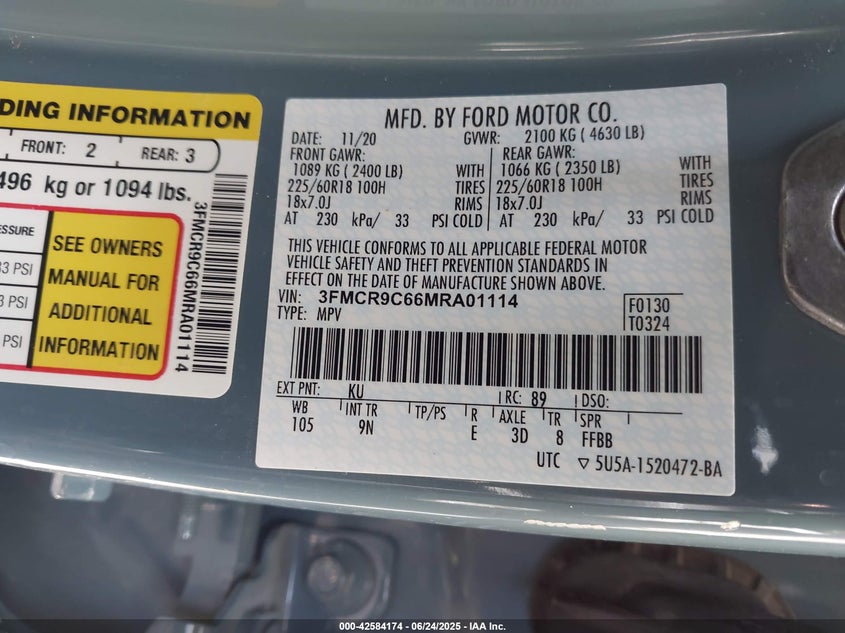 DING INFORMATION
FRONT: 2 REAR: 3
496 kg or 1094 lbs.
ESSURE
33 PSI
3 PSI
PSI
SEE OWNERS
MANUAL FOR
ADDITIONAL
INFORMATION
3FMCR9C66MRA01114
MFD. BY FORD MOTOR CO.
DATE: 11/20 GVWR: 2100 KG ( 4630 LB)
FRONT GAWR: REAR GAWR:
1089 KG ( 2400 LB) WITH 1066 KG ( 2350 LB) WITH
225/60R18 100H TIRES 225/60R18 100H TIRES
18x7.0J RIMS 18x7.0J RIMS
AT 230 kPa/ 33 PSI COLD AT 230 kPa/ 33 PSI COLD
THIS VEHICLE CONFORMS TO ALL APPLICABLE FEDERAL MOTOR
VEHICLE SAFETY AND THEFT PREVENTION STANDARDS IN
EFFECT ON THE DATE OF MANUFACTURE SHOWN ABOVE.
VIN: 3FMCR9C66MRA01114 F0130
TYPE: MPV T0324
EXT PNT: KU RC: 89 DSO:
WB INT TR TP/PS R AXLE TR SPR
105 9N E 3D 8 FFBB
UTC ▽ 5U5A-1520472-BA
000-42584174 | 06/24/2025 - IAA Inc.